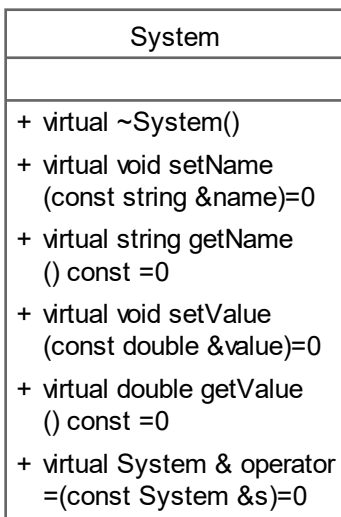 System
+ virtual ~System()
+ virtual void setName
(const string &name)=0
+ virtual string getName
() const =0
+ virtual void setValue
(const double &value)=0
+ virtual double getValue
() const =0
+ virtual System & operator
=(const System &s)=0